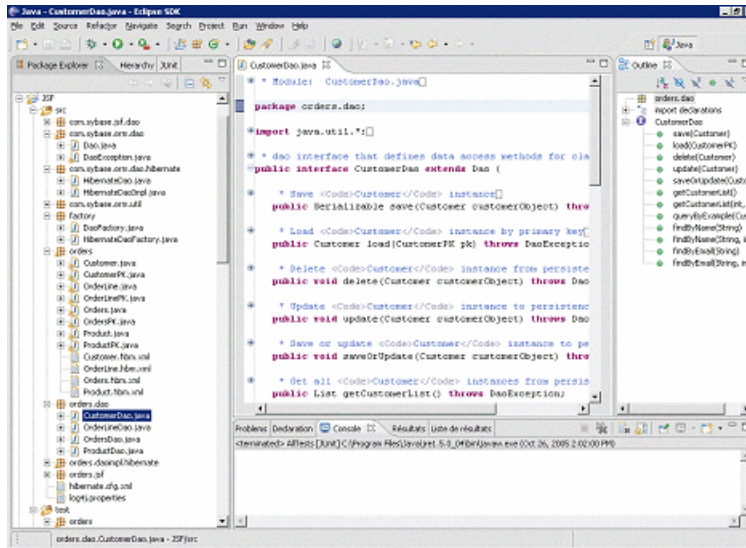 Java - CustomerDao.java - Eclipse SDK
File Edit Source Refactor Navigate Search Project Run Window Help
Java
Package Explorer Hierarchy JUnit
JSF
src
com.sybase.jsf.dao
com.sybase.orm.dao
Dao.java
DaoException.java
com.sybase.orm.dao.hibernate
HibernateDao.java
HibernateDaoImpl.java
com.sybase.orm.util
factory
DaoFactory.java
HibernateDaoFactory.java
orders
Customer.java
CustomerPK.java
OrderLine.java
OrderLinePK.java
Orders.java
OrdersPK.java
Product.java
ProductPK.java
Customer.hbm.xml
OrderLine.hbm.xml
Orders.hbm.xml
Product.hbm.xml
orders.dao
CustomerDao.java
OrderLineDao.java
OrdersDao.java
ProductDao.java
orders.daoimpl.hibernate
orders.jsf
hibernate.cfg.xml
log4j.properties
test
orders
CustomerDao.java
* Module: CustomerDao.java
package orders.dao;
import java.util.*;
* dao interface that defines data access methods for cla
public interface CustomerDao extends Dao {
* Save <Code>Customer</Code> instance
public Serializable save(Customer customerObject) throw
* Load <Code>Customer</Code> instance by primary key
public Customer load(CustomerPK pk) throws DaoExceptio
* Delete <Code>Customer</Code> instance from persiste
public void delete(Customer customerObject) throws Dao
* Update <Code>Customer</Code> instance to persistenc
public void update(Customer customerObject) throws Dao
* Save or update <Code>Customer</Code> instance to pe
public void saveOrUpdate(Customer customerObject) thro
* Get all <Code>Customer</Code> instances from persis
public List getCustomerList() throws DaoException;
Outline
orders.dao
import declarations
CustomerDao
save(Customer)
load(CustomerPK)
delete(Customer)
update(Customer)
saveOrUpdate(Custo
getCustomerList()
getCustomerList(int,
queryByExample(Cus
findByName(String)
findByName(String, in
findByEmail(String)
findByEmail(String, in
Problems Declaration Console Résultats Liste de résultats
<terminated> AllTests [JUnit] C:\Program Files\Java\jre1.5.0_04\bin\javaw.exe (Oct 26, 2005 2:02:00 PM)
orders.dao.CustomerDao.java - JSF/src